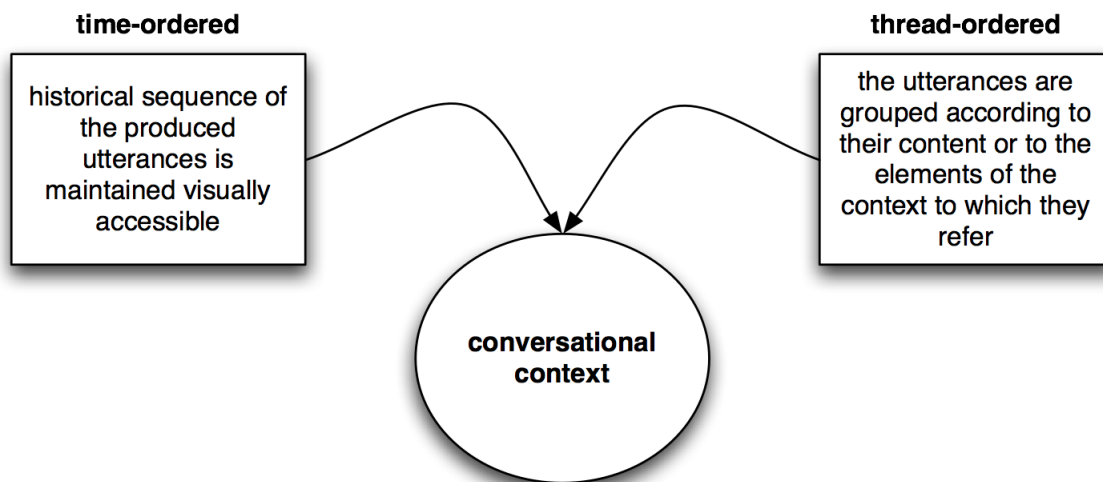 time-ordered
historical sequence of
the produced
utterances is
maintained visually
accessible
thread-ordered
the utterances are
grouped according to
their content or to the
elements of the
context to which they
refer
conversational
context